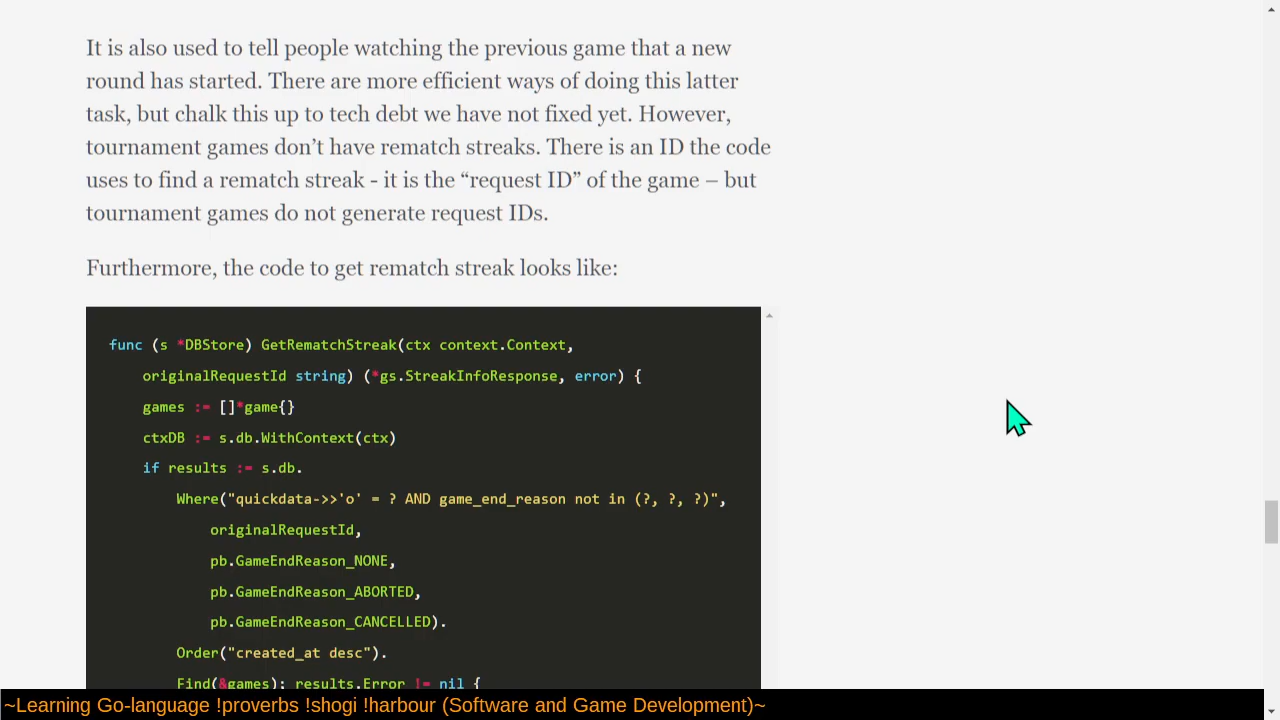 It is also used to tell people watching the previous game that a new
round has started. There are more efficient ways of doing this latter
task, but chalk this up to tech debt we have not fixed yet. However,
tournament games don’t have rematch streaks. There is an ID the code
uses to find a rematch streak - it is the “request ID” of the game – but
tournament games do not generate request IDs.
Furthermore, the code to get rematch streak looks like:
func (s *DBStore) GetRematchStreak(ctx context.Context,
originalRequestId string) (*gs.StreakInfoResponse, error) {
games := []*game{}
ctxDB := s.db.WithContext(ctx)
if results := s.db.
Where("quickdata->>'o' = ? AND game_end_reason not in (?, ?, ?)",
originalRequestId,
pb.GameEndReason_NONE,
pb.GameEndReason_ABORTED,
pb.GameEndReason_CANCELLED).
Order("created_at desc").
Find(&games); results.Error != nil {
~Learning Go-language !proverbs !shogi !harbour (Software and Game Development)~